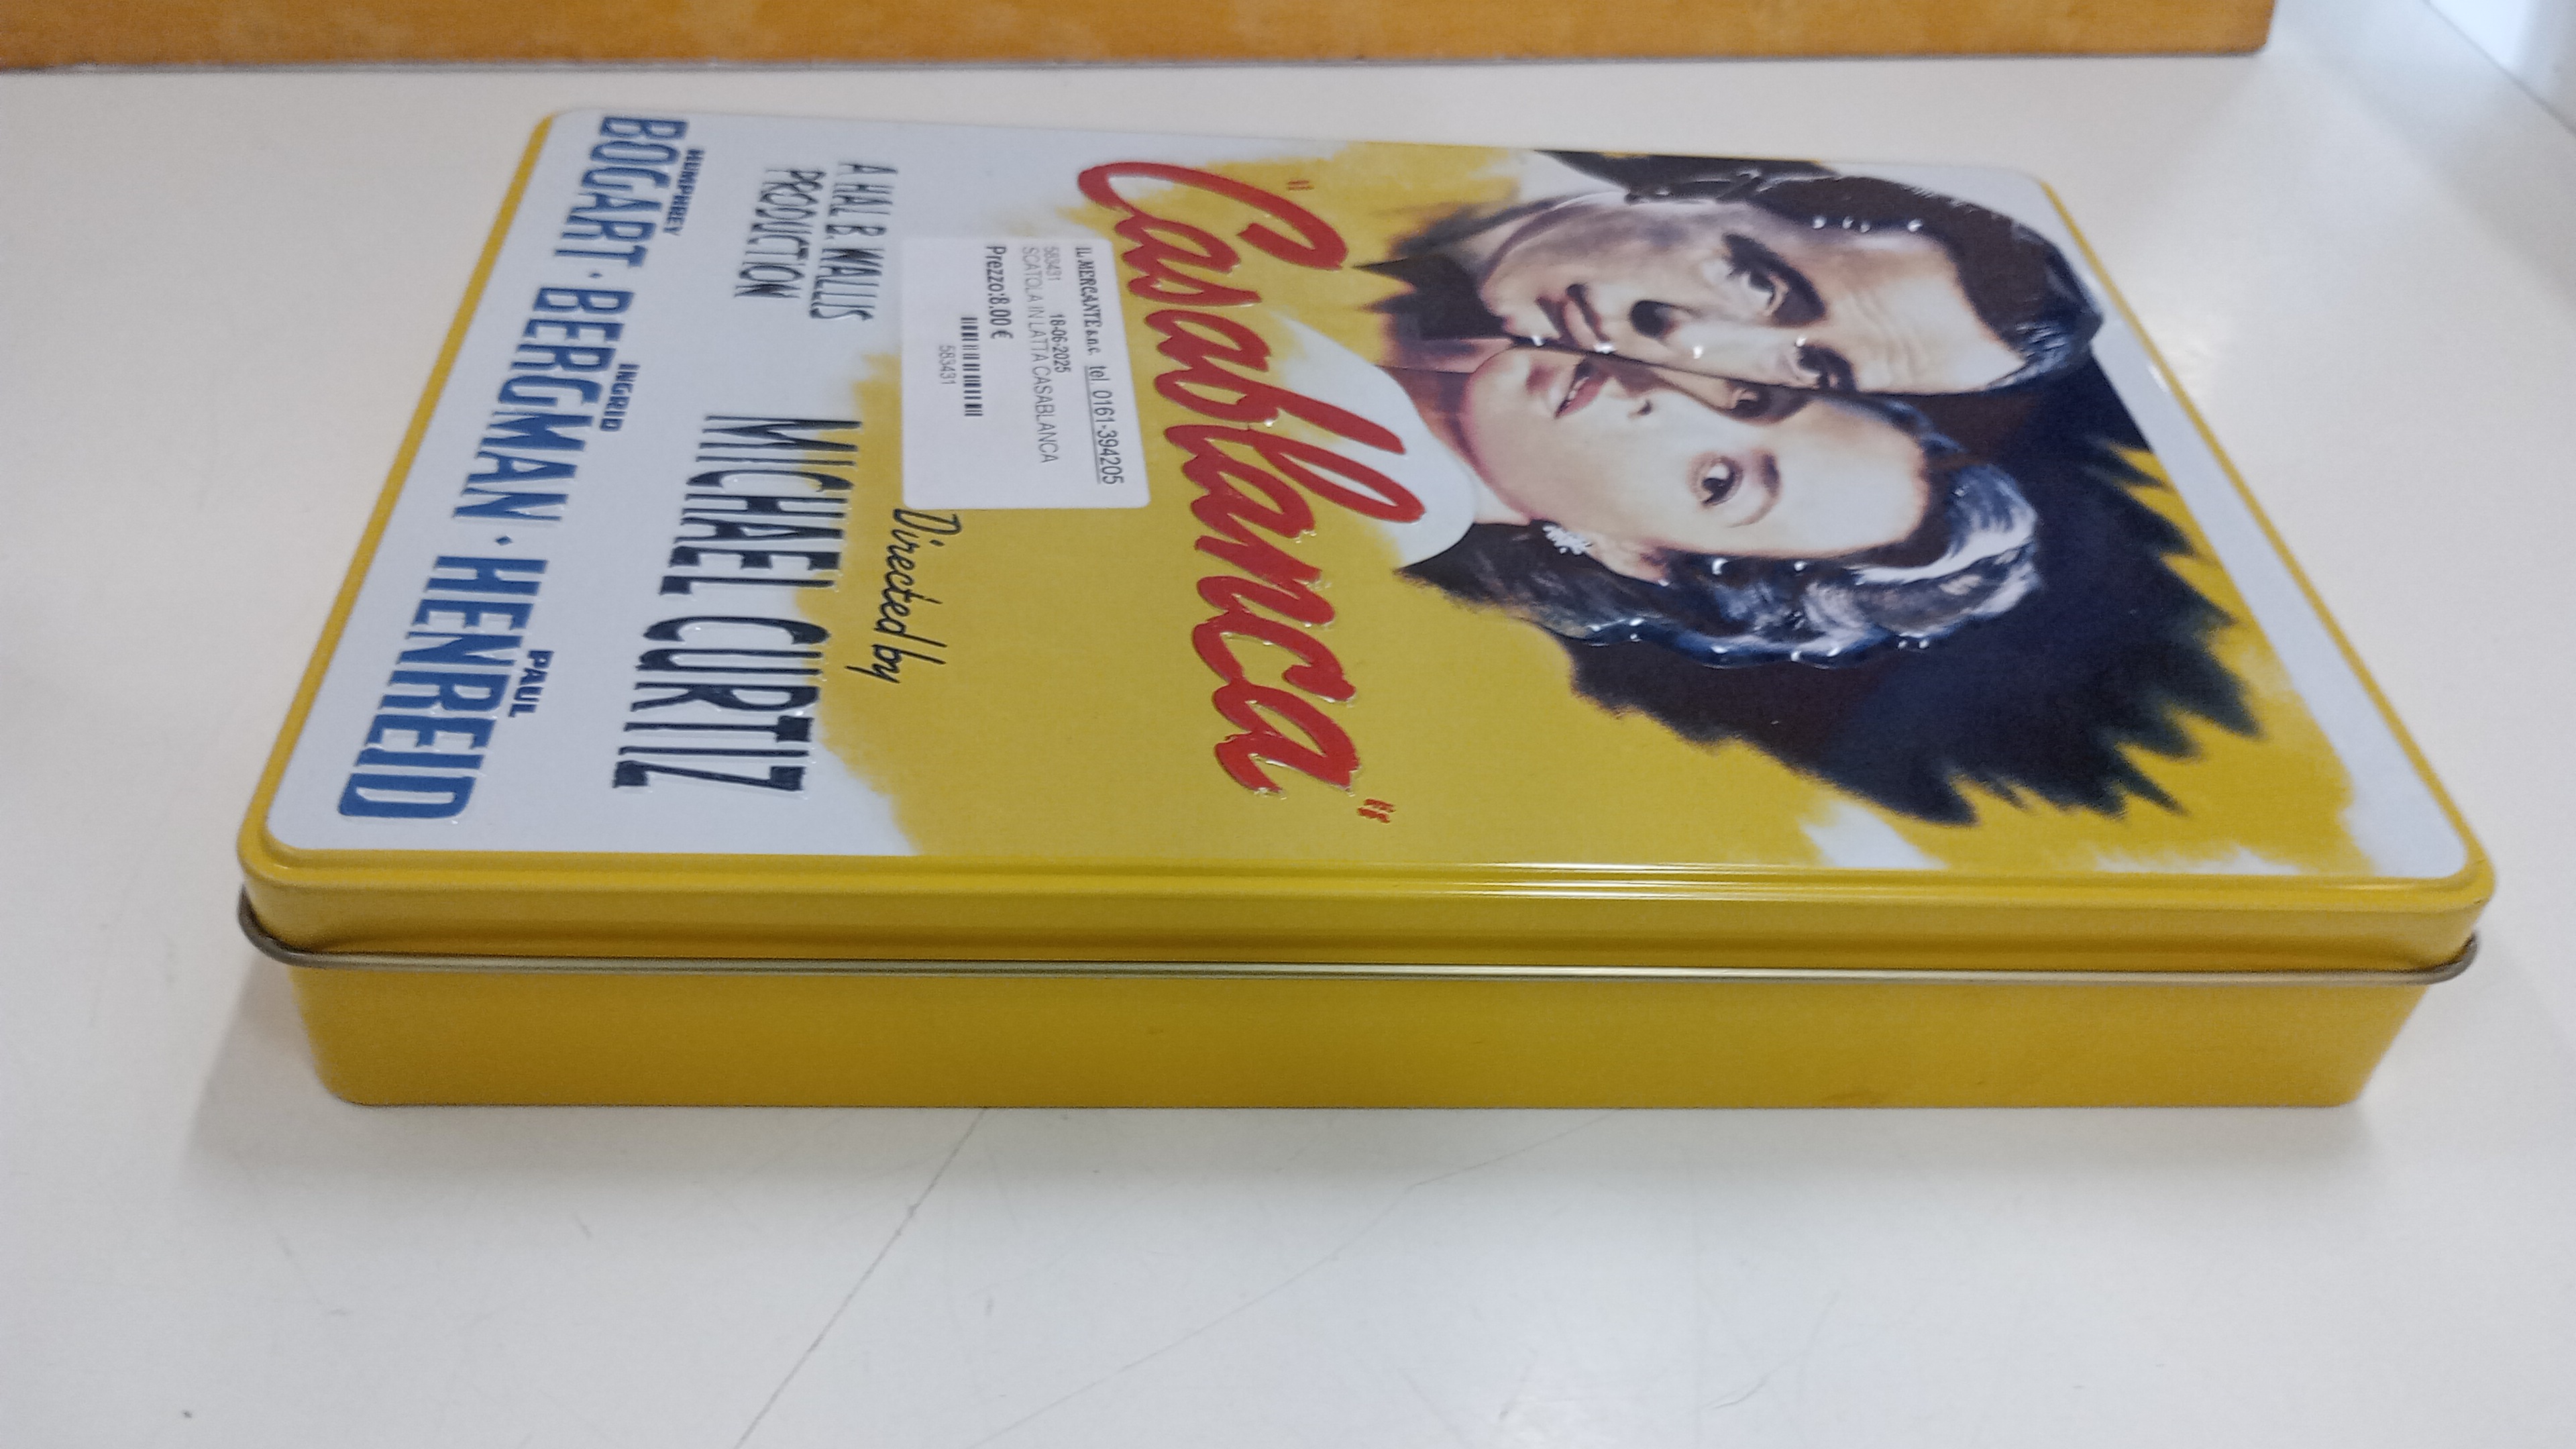 "Casablanca"
IL MERCANTE s.n.c. tel. 0161-394205
583431 18-06-2025
SCATOLA IN LATTA CASABLANCA
Prezzo:8.00 €
583431
Directed by
MICHAEL CURTIZ
A HAL B. WALLIS
PRODUCTION
HUMPHREY INGRID PAUL
BOGART · BERGMAN · HENREID